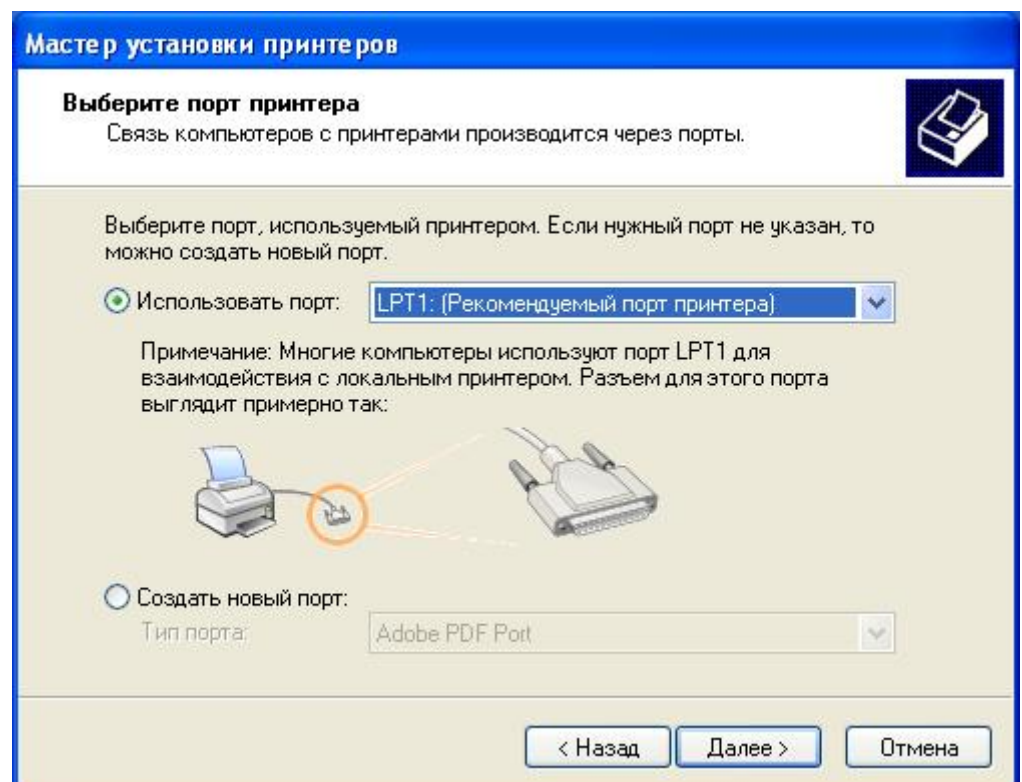 Мастер установки принтеров
Выберите порт принтера
Связь компьютеров с принтерами производится через порты.
Выберите порт, используемый принтером. Если нужный порт не указан, то
можно создать новый порт.
Использовать порт: LPT1: (Рекомендуемый порт принтера)
Примечание: Многие компьютеры используют порт LPT1 для
взаимодействия с локальным принтером. Разъем для этого порта
выглядит примерно так:
Создать новый порт:
Тип порта: Adobe PDF Port
< Назад Далее > Отмена